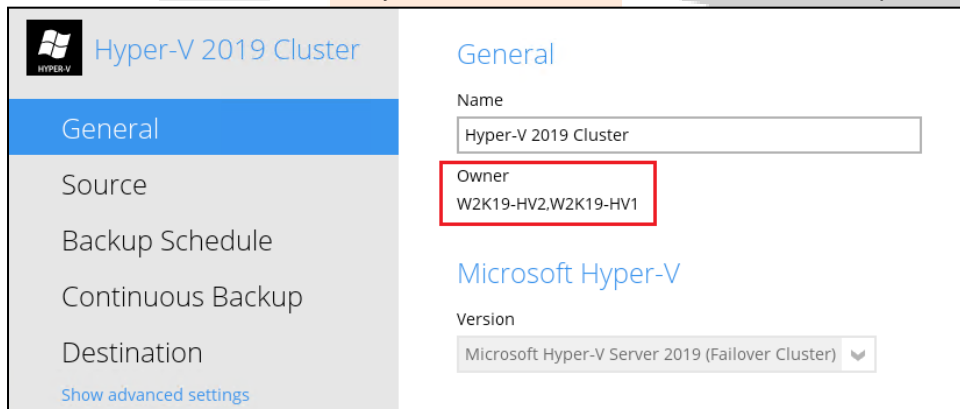 HYPER-V
Hyper-V 2019 Cluster
General
Source
Backup Schedule
Continuous Backup
Destination
Show advanced settings
General
Name
Hyper-V 2019 Cluster
Owner
W2K19-HV2,W2K19-HV1
Microsoft Hyper-V
Version
Microsoft Hyper-V Server 2019 (Failover Cluster)